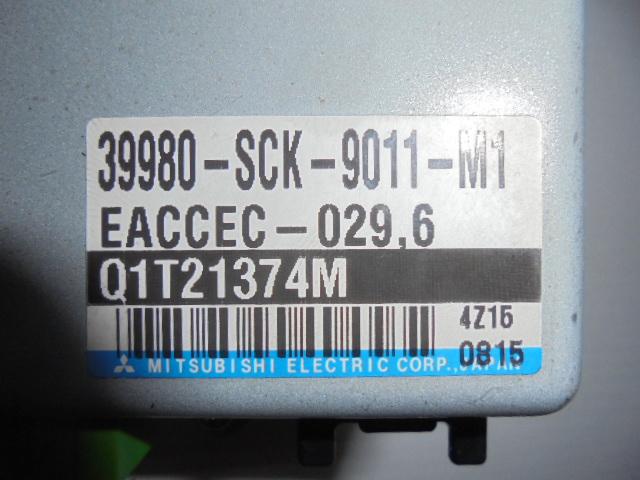 39980-SCK-9011-M1
EACCEC-029,6
Q1T21374M
4Z15
0815
MITSUBISHI ELECTRIC CORP.,JAPAN